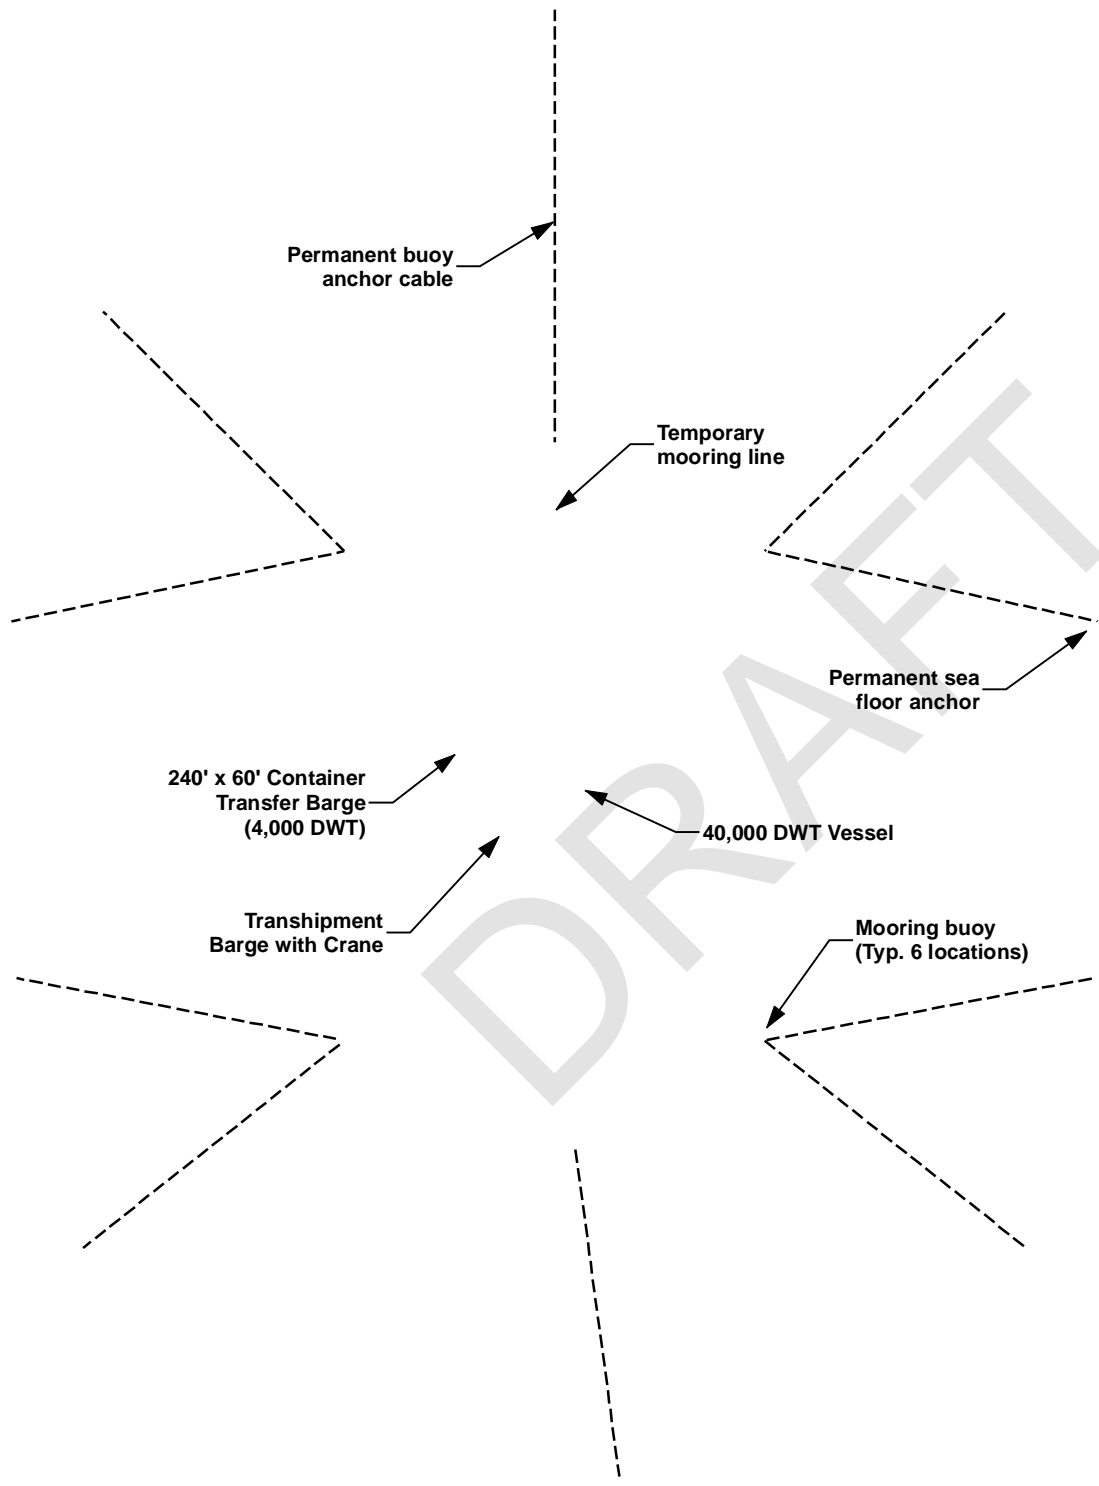 Permanent buoy
anchor cable
Temporary
mooring line
Permanent sea
floor anchor
240' x 60' Container
Transfer Barge
(4,000 DWT)
40,000 DWT Vessel
Transhipment
Barge with Crane
Mooring buoy
(Typ. 6 locations)
DRAFT